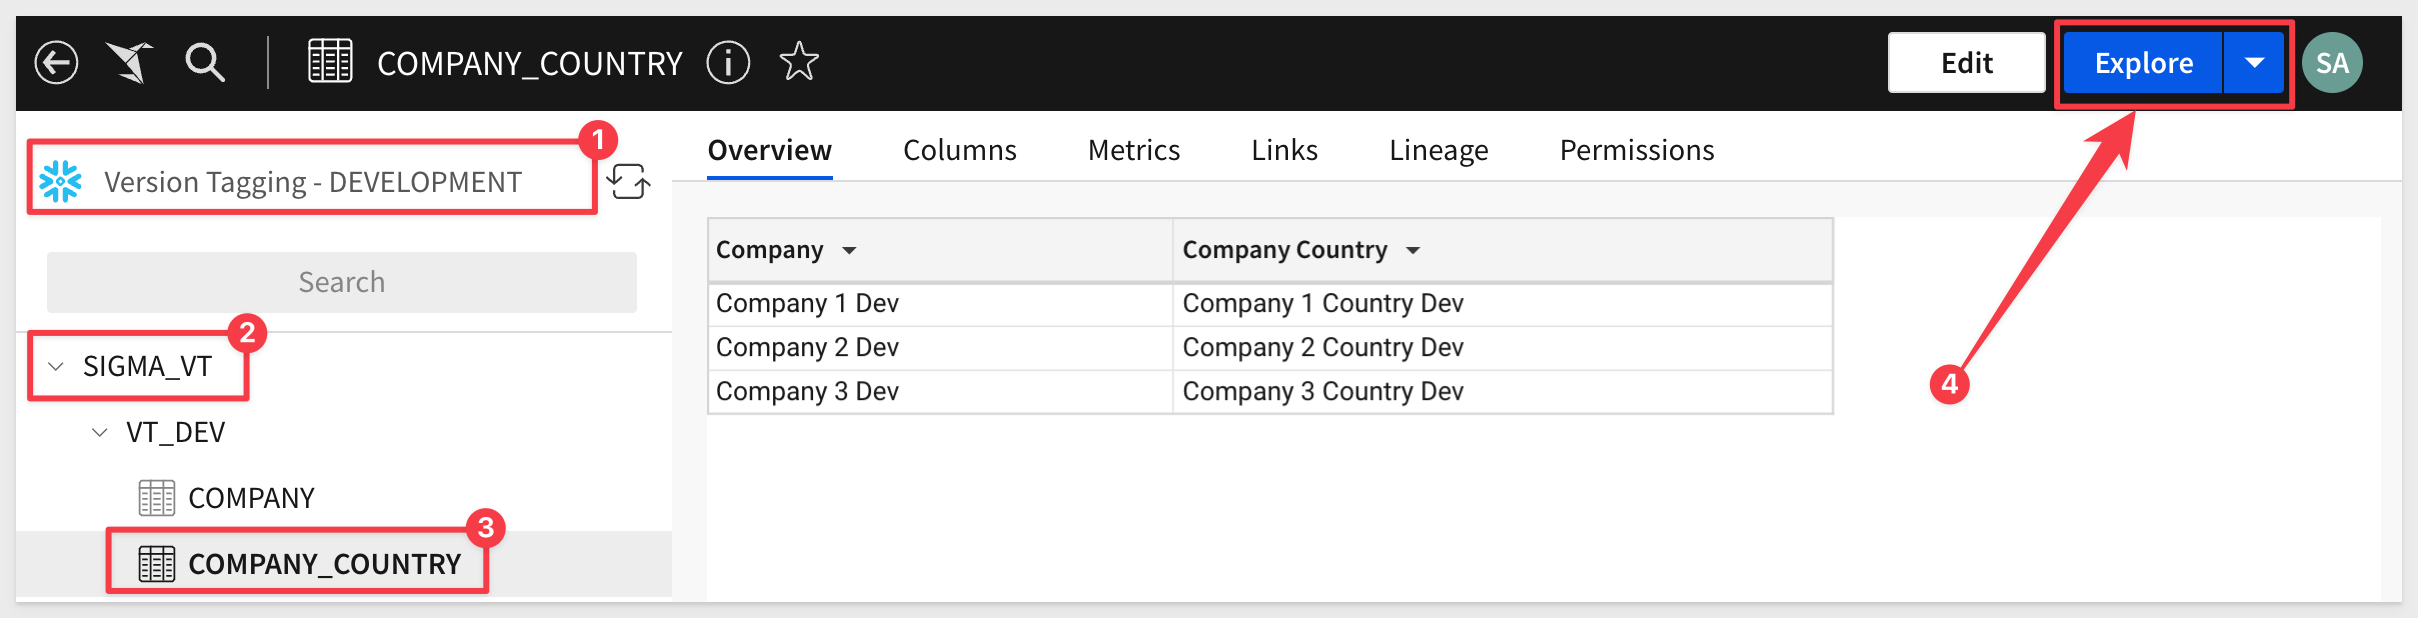 COMPANY_COUNTRY
Edit
Explore
SA
1
Version Tagging - DEVELOPMENT
Search
2
SIGMA_VT
VT_DEV
COMPANY
3
COMPANY_COUNTRY
Overview Columns Metrics Links Lineage Permissions
Company Company Country
Company 1 Dev Company 1 Country Dev
Company 2 Dev Company 2 Country Dev
Company 3 Dev Company 3 Country Dev
4